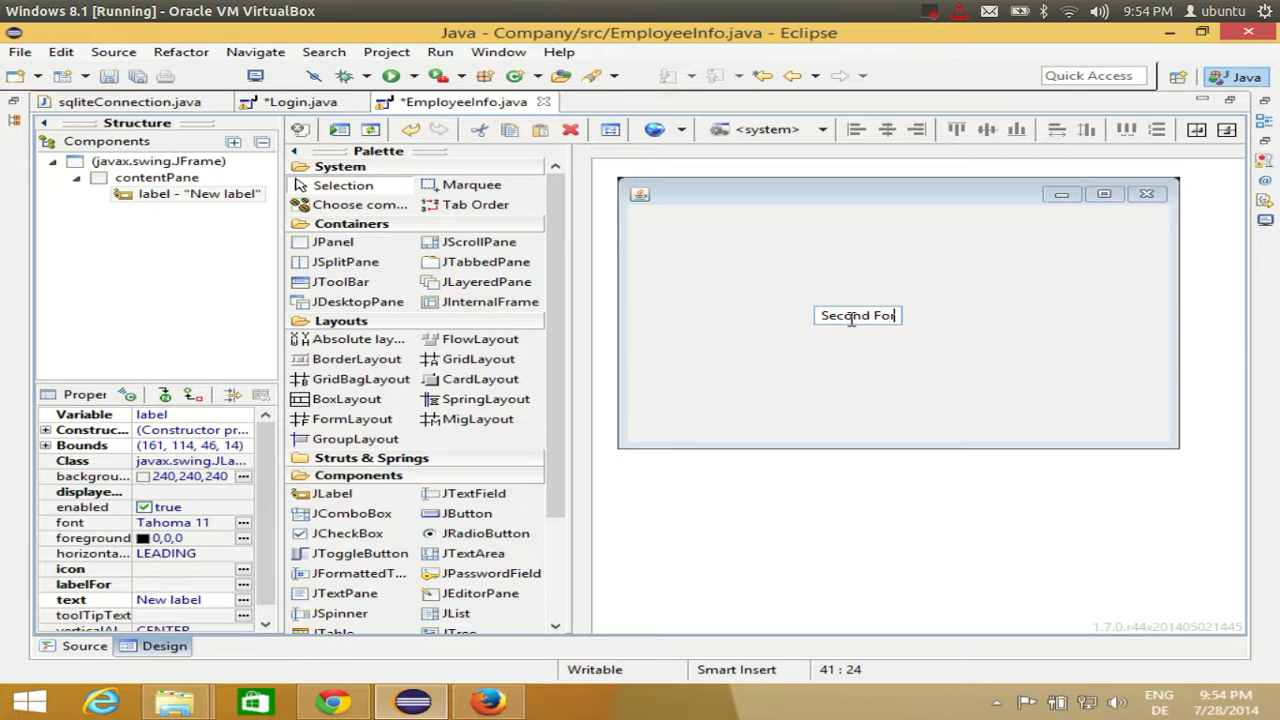 Windows 8.1 [Running] - Oracle VM VirtualBox
9:54 PM
ubuntu
Java - Company/src/EmployeeInfo.java - Eclipse
File Edit Source Refactor Navigate Search Project Run Window Help
Quick Access
Java
sqliteConnection.java
*Login.java
*EmployeeInfo.java
Structure
Components
(javax.swing.JFrame)
contentPane
label - "New label"
Proper
Variable label
Construc... (Constructor pr...
Bounds (161, 114, 46, 14)
Class javax.swing.JLa...
backgrou... 240,240,240
displaye...
enabled true
font Tahoma 11
foreground 0,0,0
horizonta... LEADING
icon
labelFor
text New label
toolTipText
verticalAl... CENTER
Palette
System
Selection Marquee
Choose com... Tab Order
Containers
JPanel JScrollPane
JSplitPane JTabbedPane
JToolBar JLayeredPane
JDesktopPane JInternalFrame
Layouts
Absolute lay... FlowLayout
BorderLayout GridLayout
GridBagLayout CardLayout
BoxLayout SpringLayout
FormLayout MigLayout
GroupLayout
Struts & Springs
Components
JLabel JTextField
JComboBox JButton
JCheckBox JRadioButton
JToggleButton JTextArea
JFormattedT... JPasswordField
JTextPane JEditorPane
JSpinner JList
JTable JTree
<system>
Second For
1.7.0.r44x201405021445
Source Design
Writable
Smart Insert
41 : 24
ENG
DE
9:54 PM
7/28/2014